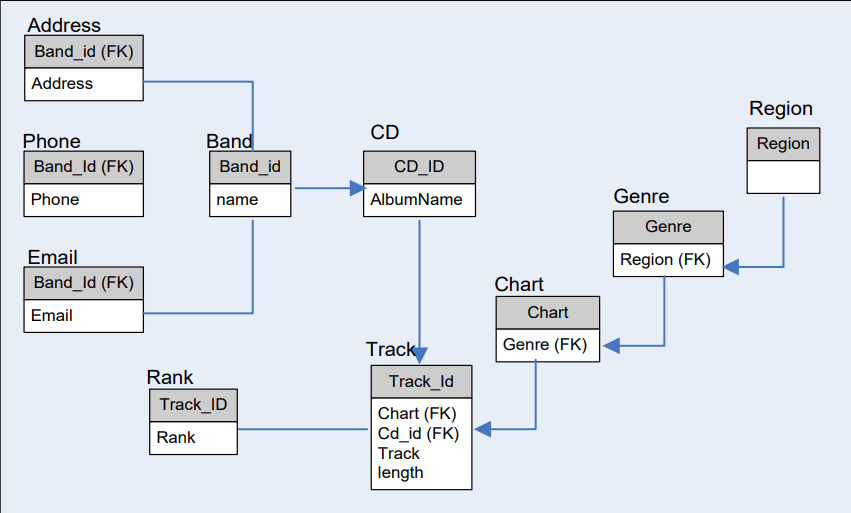 Address
Band_id (FK)
Address
Phone
Band_Id (FK)
Phone
Email
Band_Id (FK)
Email
Band
Band_id
name
CD
CD_ID
AlbumName
Region
Region
Genre
Genre
Region (FK)
Chart
Chart
Genre (FK)
Track
Track_Id
Chart (FK)
Cd_id (FK)
Track
length
Rank
Track_ID
Rank